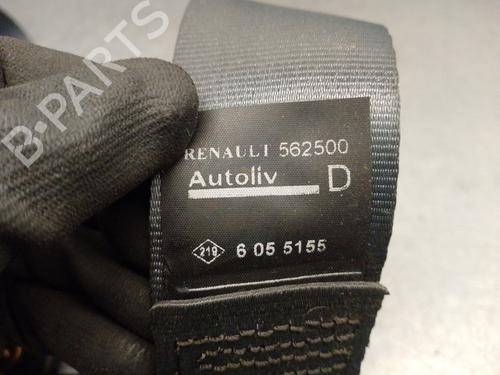 B-PARTS
RENAULT 562500
Autoliv D
219 6 05 5155